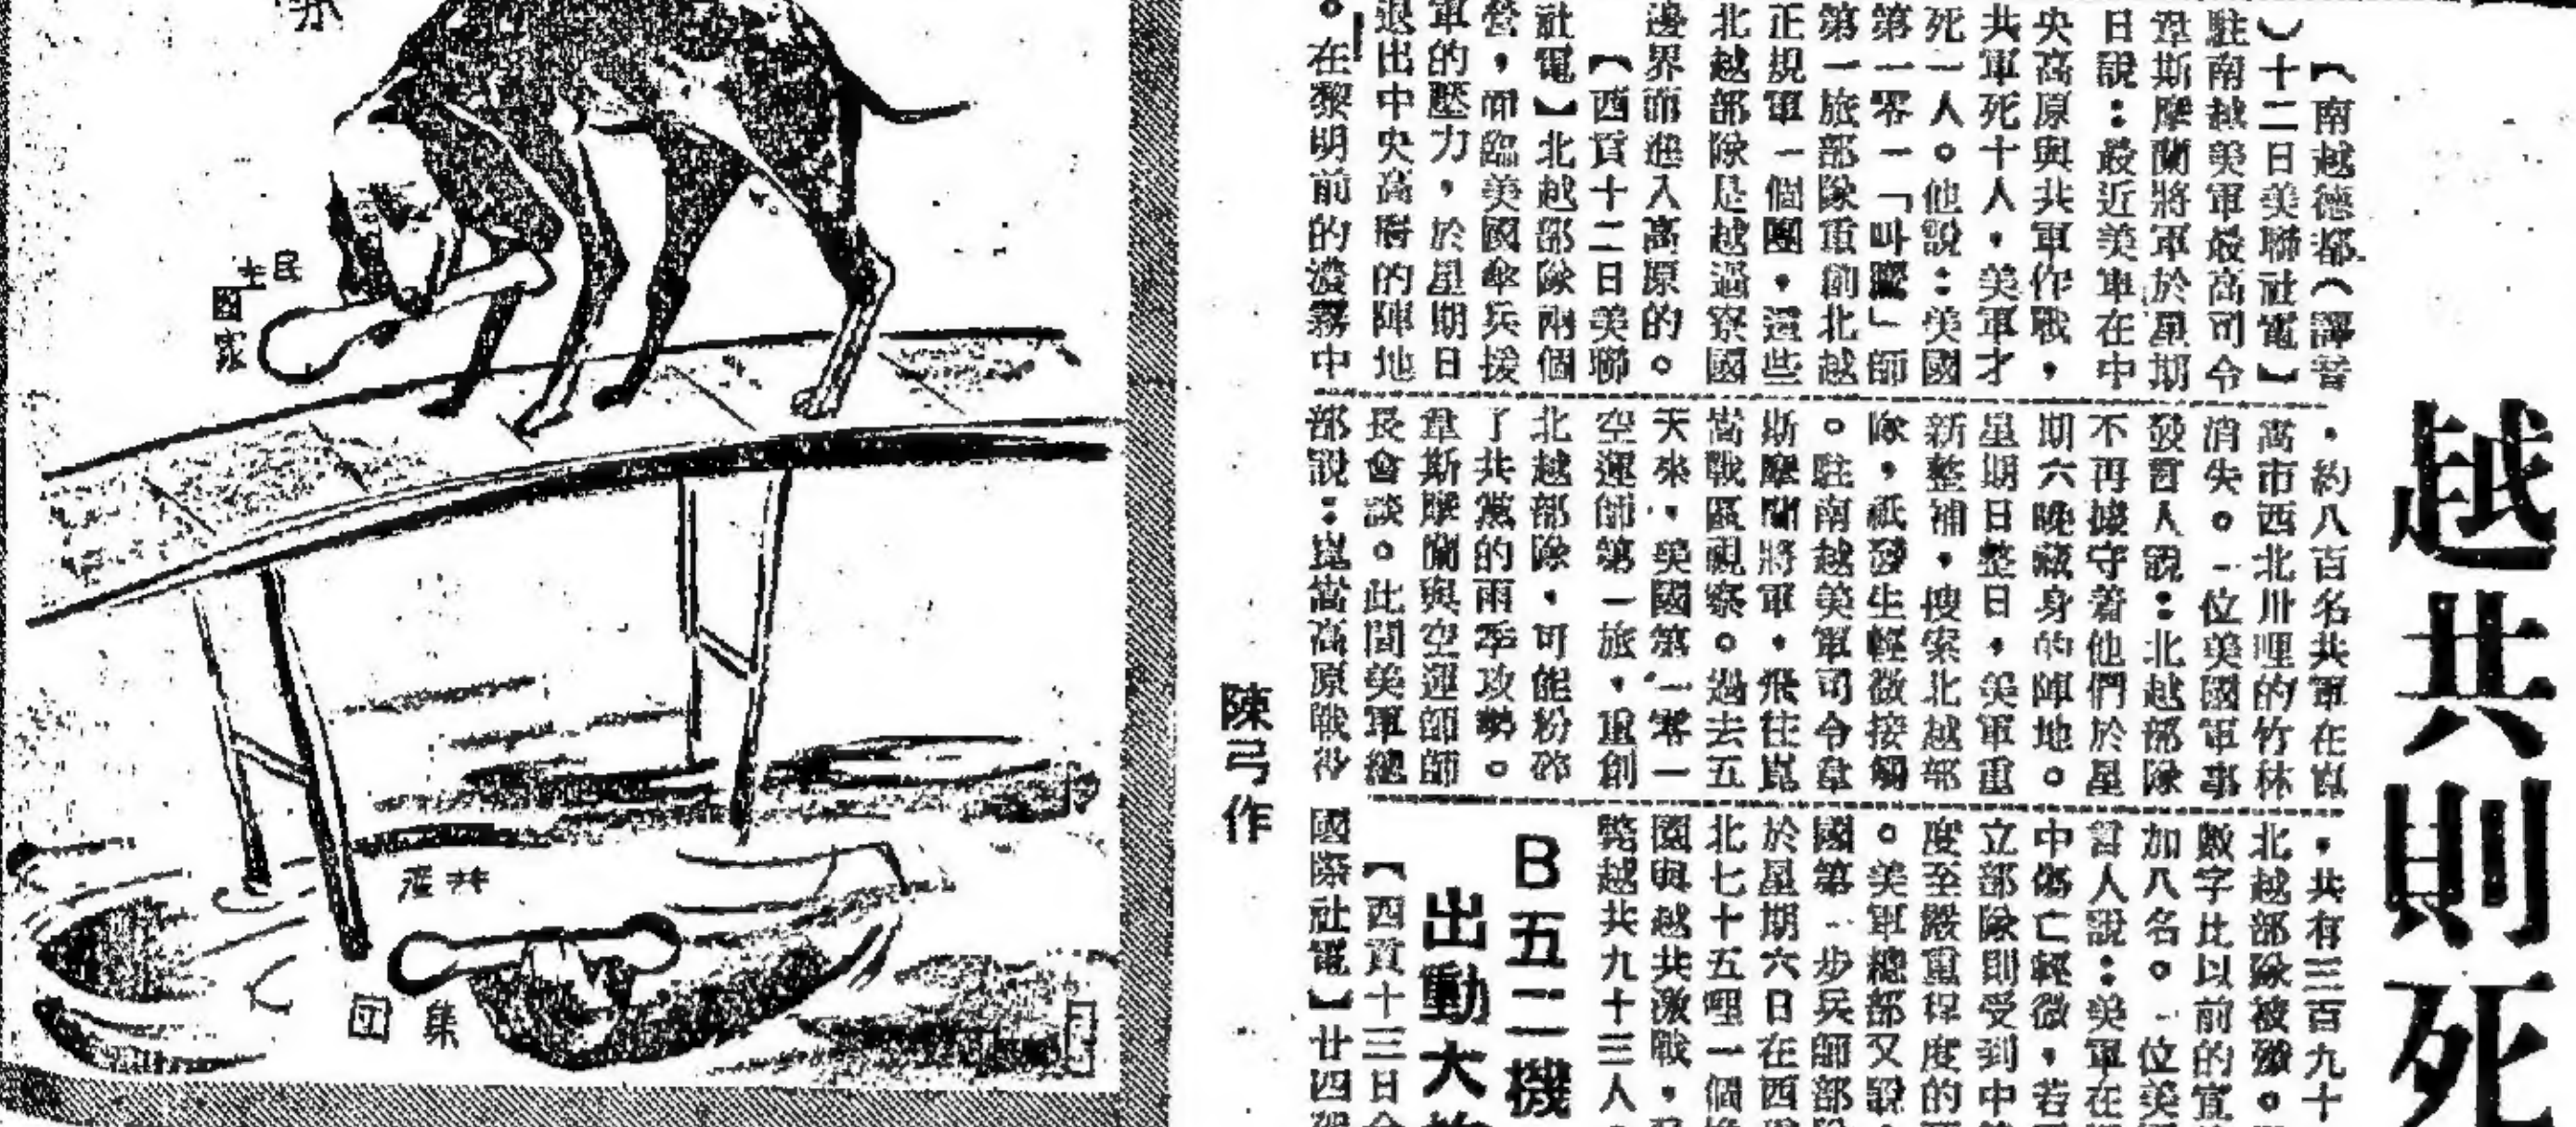 越共則死
【南越德都（譯音
）十二日美聯社電】
駐南越美軍最高司令
韋斯摩蘭將軍於星期
日說：最近美軍在中
央高原與共軍作戰，
共軍死十人，美軍才
死一人。他說：美國
第一零一「叫鷹」師
第一旅部隊重創北越
正規軍一個團，這些
北越部隊是越過寮國
邊界而進入高原的。
【西貢十二日美聯
社電】北越部隊兩個
營，面臨美國傘兵援
軍的壓力，於星期日
退出中央高原的陣地
。在黎明前的濃霧中
，約八百名共軍在崑
嵩市西北卅哩的竹林
消失。一位美國軍事
發言人說：北越部隊
不再據守着他們於星
期六晚藏身的陣地。
星期日整日，美軍重
新整補，搜索北越部
隊，祇發生輕微接觸
。駐南越美軍司令韋
斯摩蘭將軍，飛往崑
嵩戰區視察。過去五
天來，美國第一零一
空運師第一旅，重創
北越部隊，可能粉碎
了共黨的雨季攻勢。
韋斯摩蘭與空運師師
長會談。此間美軍總
部說：崑嵩高原戰役
，共有三百九十
北越部隊被殲。
數字比以前的宣
加八名。一位美
言人說：美軍在
中傷亡輕微，若
立部隊則受到中
度至嚴重程度的
。美軍總部又說
國第一步兵師部
於星期六日在西
北七十五哩一個
園與越共激戰，
斃越共九十三人
B五二機
出動大
【西貢十三日
國際社電】廿四
陳弓作
民主
國家
共產
集團